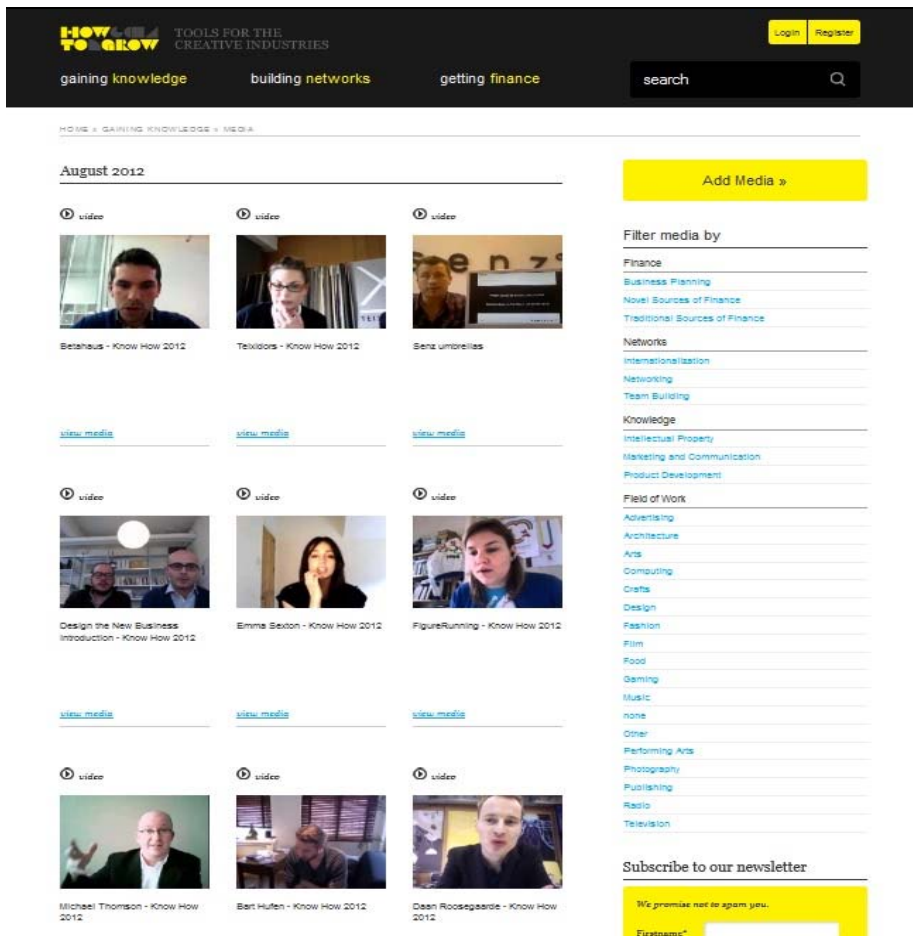 HOW TO GROW
TOOLS FOR THE
CREATIVE INDUSTRIES
Login Register
gaining knowledge building networks getting finance
search
HOME » GAINING KNOWLEDGE » MEDIA
August 2012
video video video
TEIX
senz
Betahaus - Know How 2012
Teixidors - Know How 2012
Senz umbrellas
view media view media view media
video video video
Design the New Business
Introduction - Know How 2012
Emma Sexton - Know How 2012
FigureRunning - Know How 2012
view media view media view media
video video video
Michael Thomson - Know How
2012
Bart Hufen - Know How 2012
Daan Roosegaarde - Know How
2012
Add Media »
Filter media by
Finance
Business Planning
Novel Sources of Finance
Traditional Sources of Finance
Networks
Internationalization
Networking
Team Building
Knowledge
Intellectual Property
Marketing and Communication
Product Development
Field of Work
Advertising
Architecture
Arts
Computing
Crafts
Design
Fashion
Film
Food
Gaming
Music
none
Other
Performing Arts
Photography
Publishing
Radio
Television
Subscribe to our newsletter
We promise not to spam you.
Firstname*